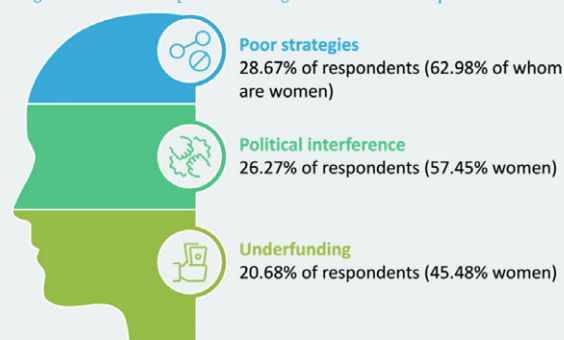 Poor strategies
28.67% of respondents (62.98% of whom
are women)
Political interference
26.27% of respondents (57.45% women)
Underfunding
20.68% of respondents (45.48% women)